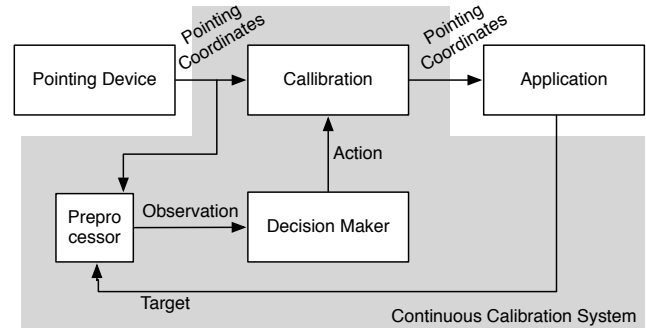 Pointing
Coordinates
Pointing
Coordinates
Pointing Device
Callibration
Application
Action
Prepro
cessor
Observation
Decision Maker
Target
Continuous Calibration System